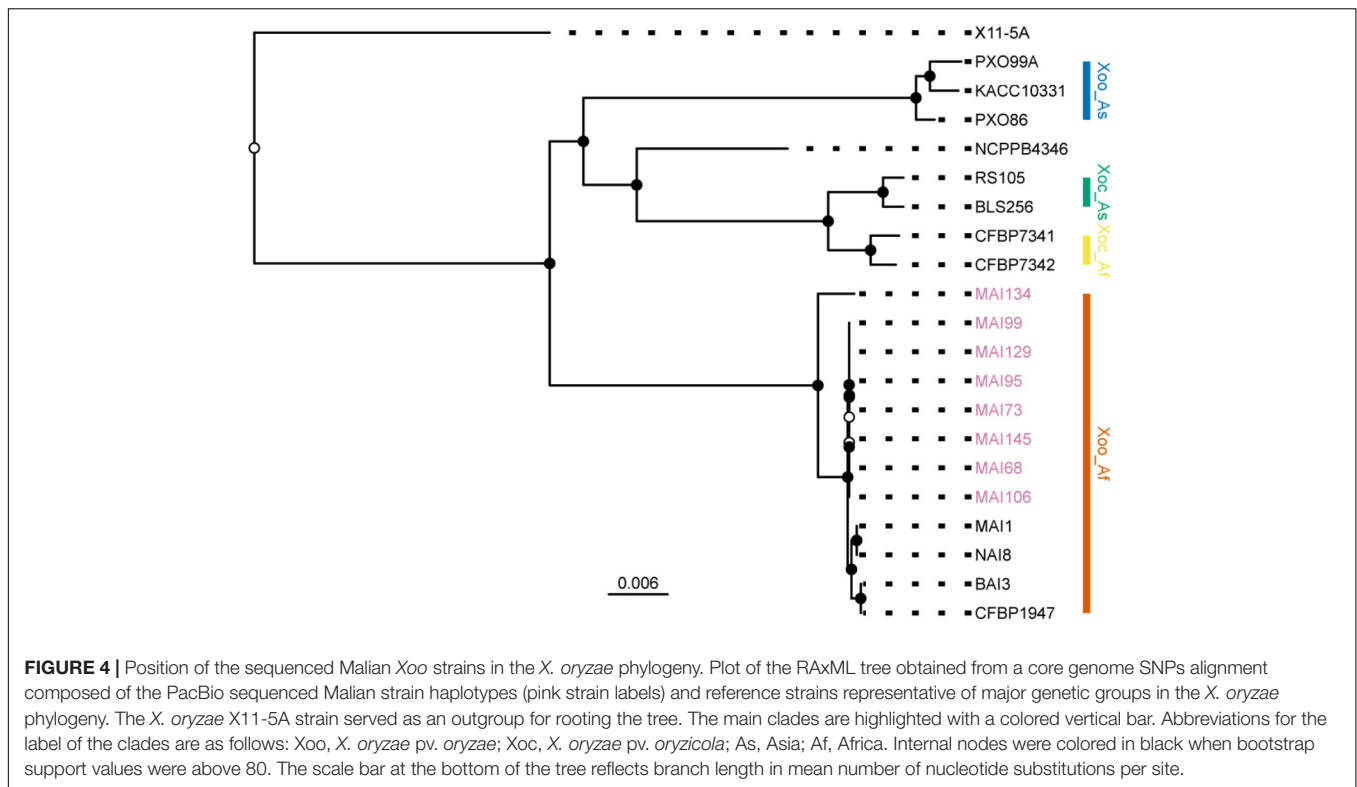 X11-5A
PXO99A
KACC10331
PXO86
Xoo_As
NCPPB4346
RS105
BLS256
Xoc_As
CFBP7341
CFBP7342
Xoc_Af
MAI134
MAI99
MAI129
MAI95
MAI73
MAI145
MAI68
MAI106
MAI1
NAI8
BAI3
CFBP1947
Xoo_Af
0.006
FIGURE 4 | Position of the sequenced Malian Xoo strains in the X. oryzae phylogeny. Plot of the RAxML tree obtained from a core genome SNPs alignment
composed of the PacBio sequenced Malian strain haplotypes (pink strain labels) and reference strains representative of major genetic groups in the X. oryzae
phylogeny. The X. oryzae X11-5A strain served as an outgroup for rooting the tree. The main clades are highlighted with a colored vertical bar. Abbreviations for the
label of the clades are as follows: Xoo, X. oryzae pv. oryzae; Xoc, X. oryzae pv. oryzicola; As, Asia; Af, Africa. Internal nodes were colored in black when bootstrap
support values were above 80. The scale bar at the bottom of the tree reflects branch length in mean number of nucleotide substitutions per site.